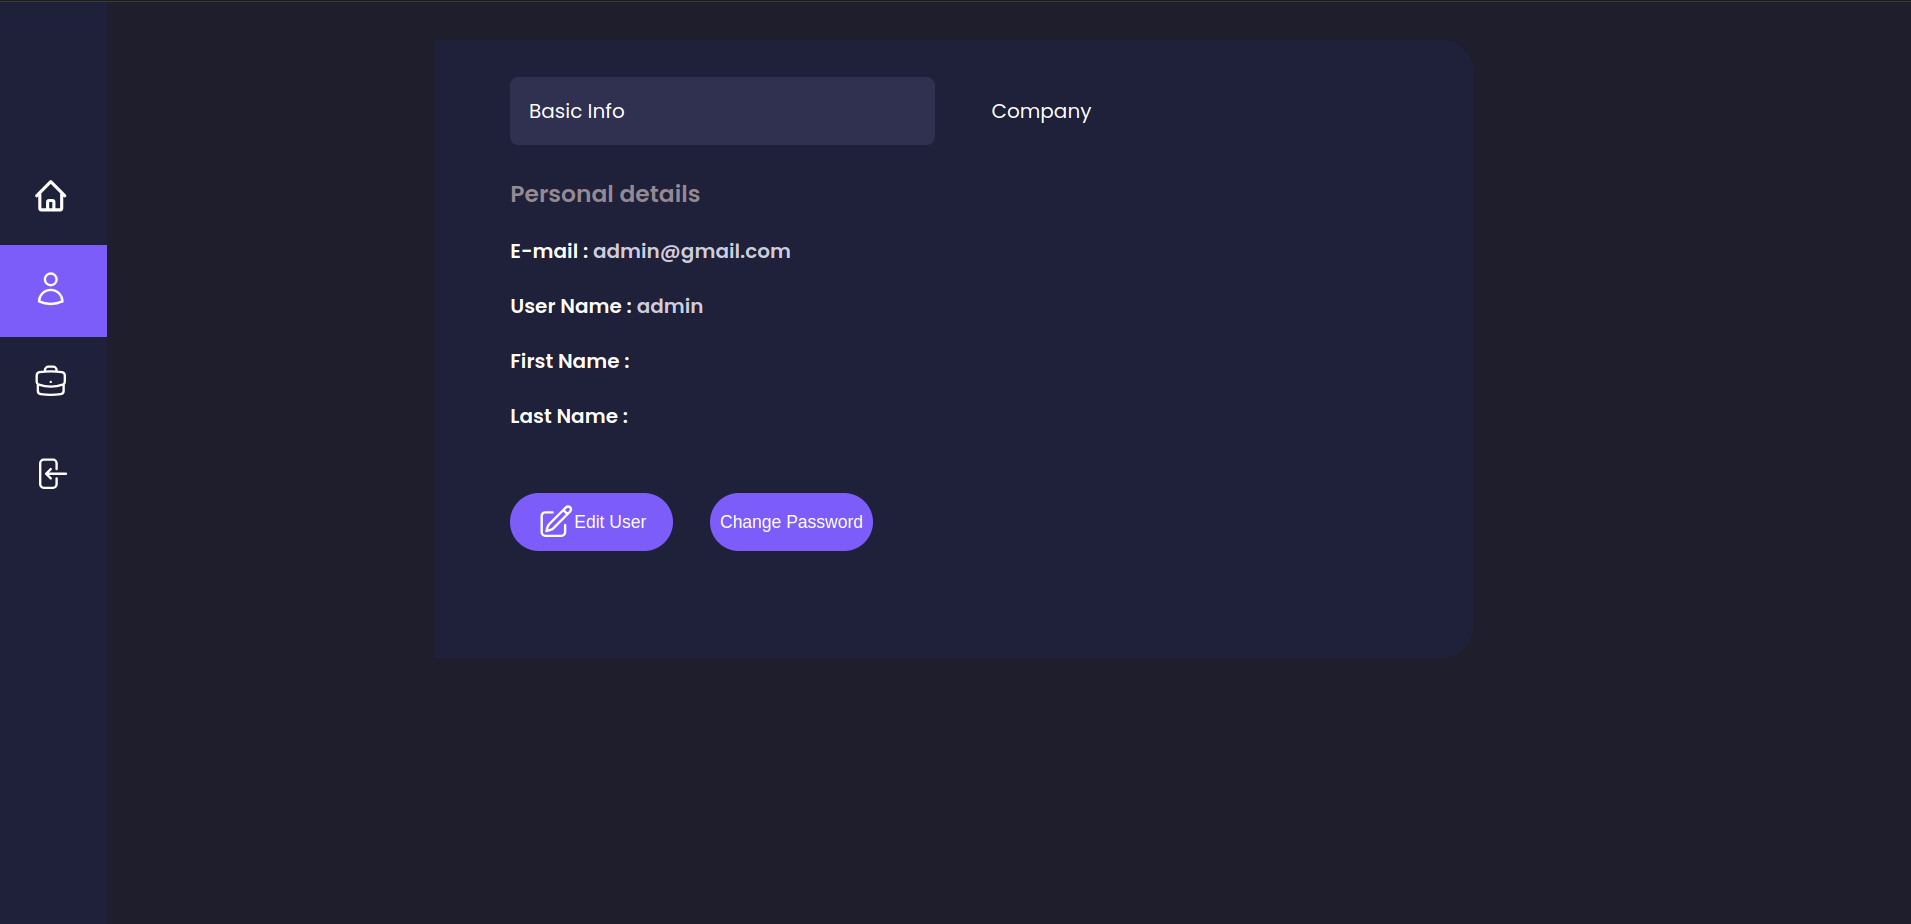 Basic Info
Company
Personal details
E-mail : admin@gmail.com
User Name : admin
First Name :
Last Name :
Edit User
Change Password